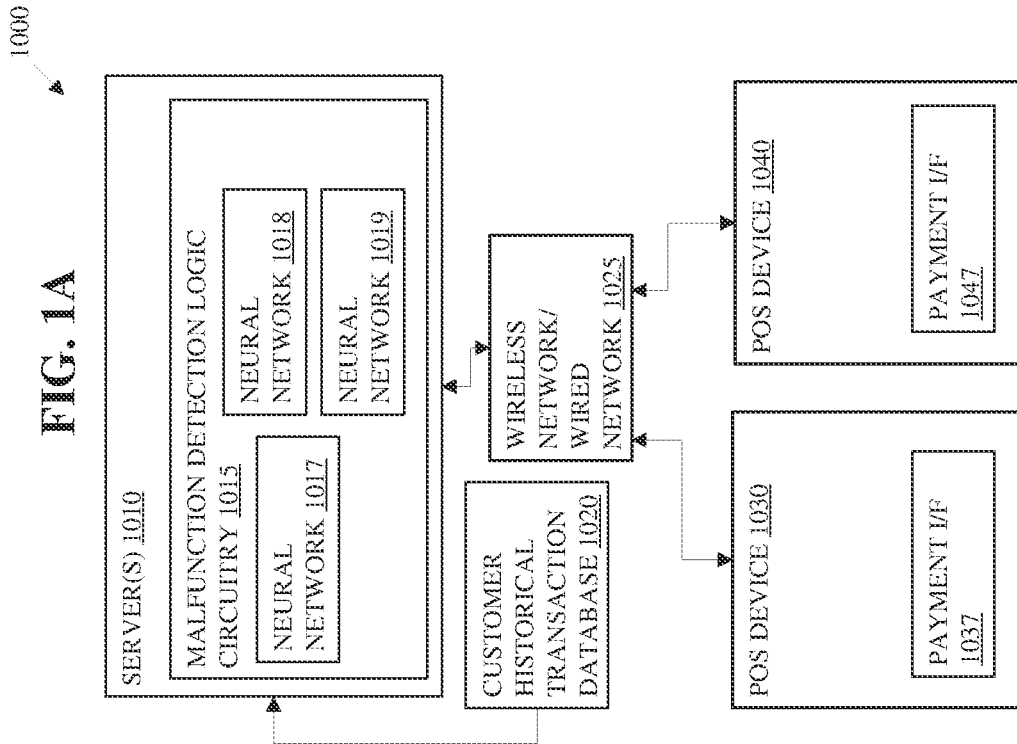 FIG. 1A
1000
SERVER(S) 1010
MALFUNCTION DETECTION LOGIC
CIRCUITRY 1015
NEURAL
NETWORK 1017
NEURAL
NETWORK 1018
NEURAL
NETWORK 1019
CUSTOMER
HISTORICAL
TRANSACTION
DATABASE 1020
WIRELESS
NETWORK/
WIRED
NETWORK 1025
POS DEVICE 1030
PAYMENT I/F
1037
POS DEVICE 1040
PAYMENT I/F
1047